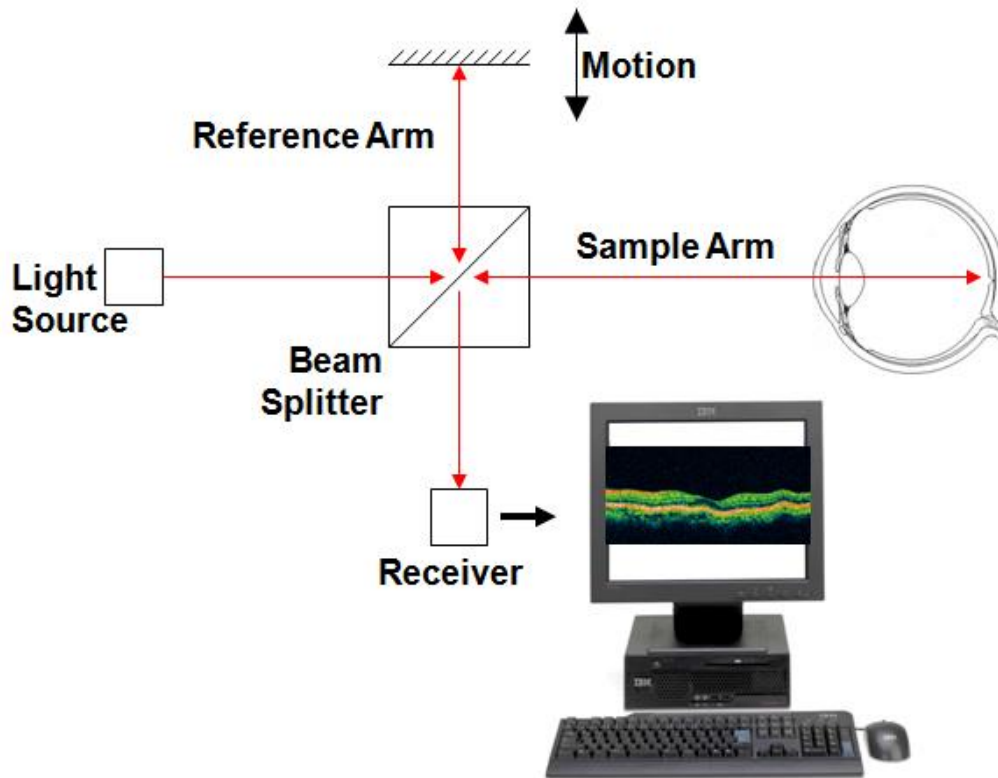 Motion
Reference Arm
Sample Arm
Light
Source
Beam
Splitter
IBM
Receiver
IBM